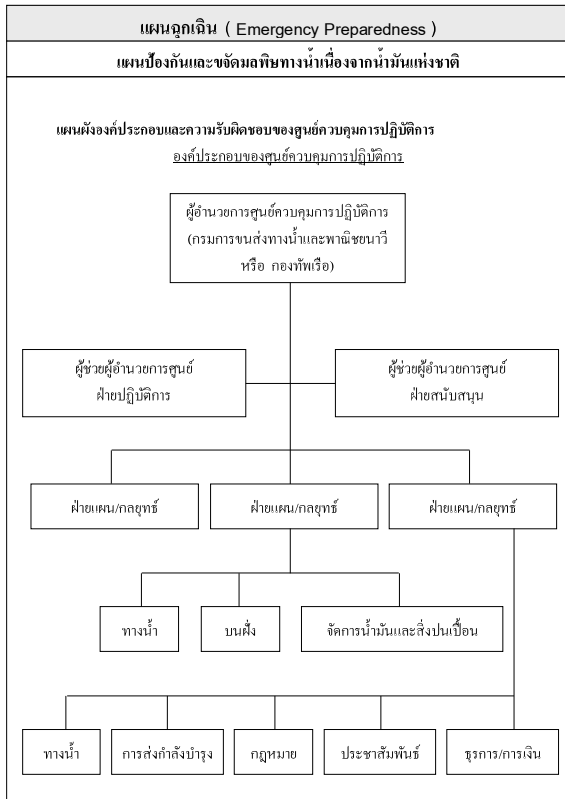 แผนฉุกเฉิน ( Emergency Preparedness )
แผนป้องกันและขจัดมลพิษทางน้ำเนื่องจากน้ำมันแห่งชาติ
แผนผังองค์ประกอบและความรับผิดชอบของศูนย์ควบคุมการปฏิบัติการ
องค์ประกอบของศูนย์ควบคุมการปฏิบัติการ
ผู้อำนวยการศูนย์ควบคุมการปฏิบัติการ
(กรมการขนส่งทางน้ำและพาณิชยนาวี
หรือ กองทัพเรือ)
ผู้ช่วยผู้อำนวยการศูนย์
ฝ่ายปฏิบัติการ
ผู้ช่วยผู้อำนวยการศูนย์
ฝ่ายสนับสนุน
ฝ่ายแผน/กลยุทธ์
ฝ่ายแผน/กลยุทธ์
ฝ่ายแผน/กลยุทธ์
ทางน้ำ
บนฝั่ง
จัดการน้ำมันและสิ่งปนเปื้อน
ทางน้ำ
การส่งกำลังบำรุง
กฎหมาย
ประชาสัมพันธ์
ธุรการ/การเงิน